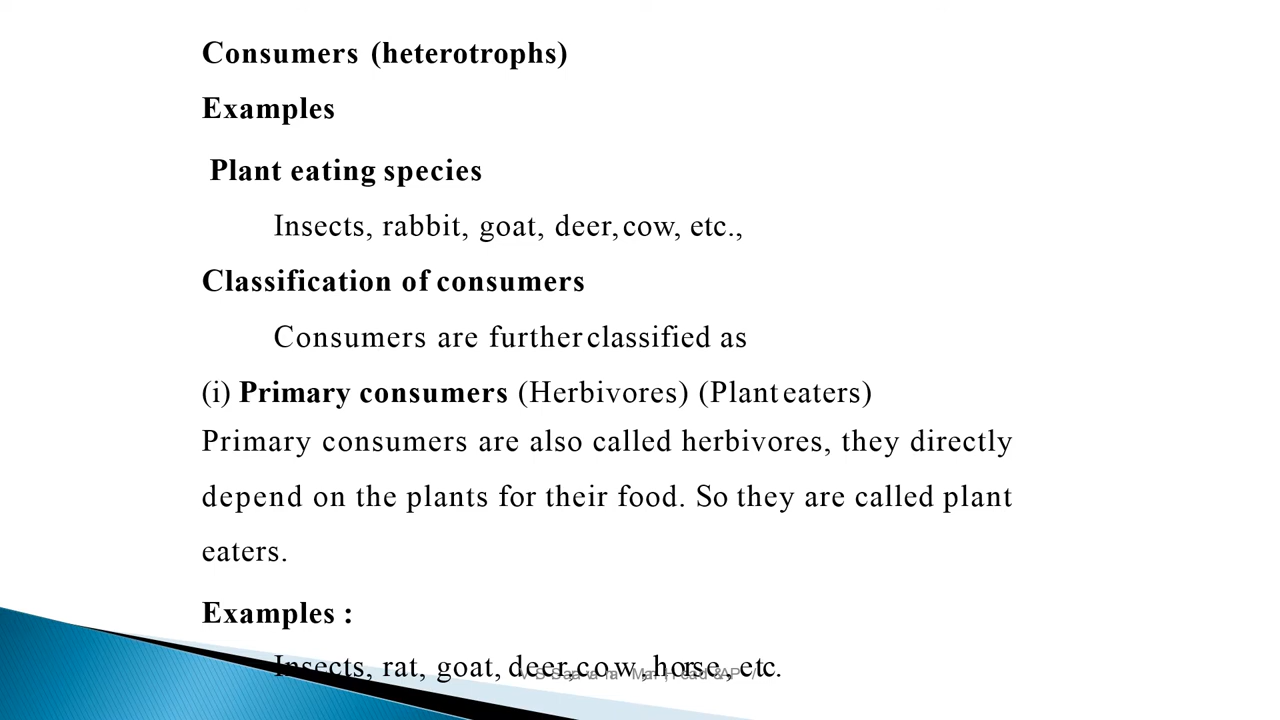 Consumers (heterotrophs)
Examples
Plant eating species
Insects, rabbit, goat, deer, cow, etc.,
Classification of consumers
Consumers are further classified as
(i) Primary consumers (Herbivores) (Plant eaters)
Primary consumers are also called herbivores, they directly
depend on the plants for their food. So they are called plant
eaters.
Examples :
Insects, rat, goat, deer, cow, horse, etc.